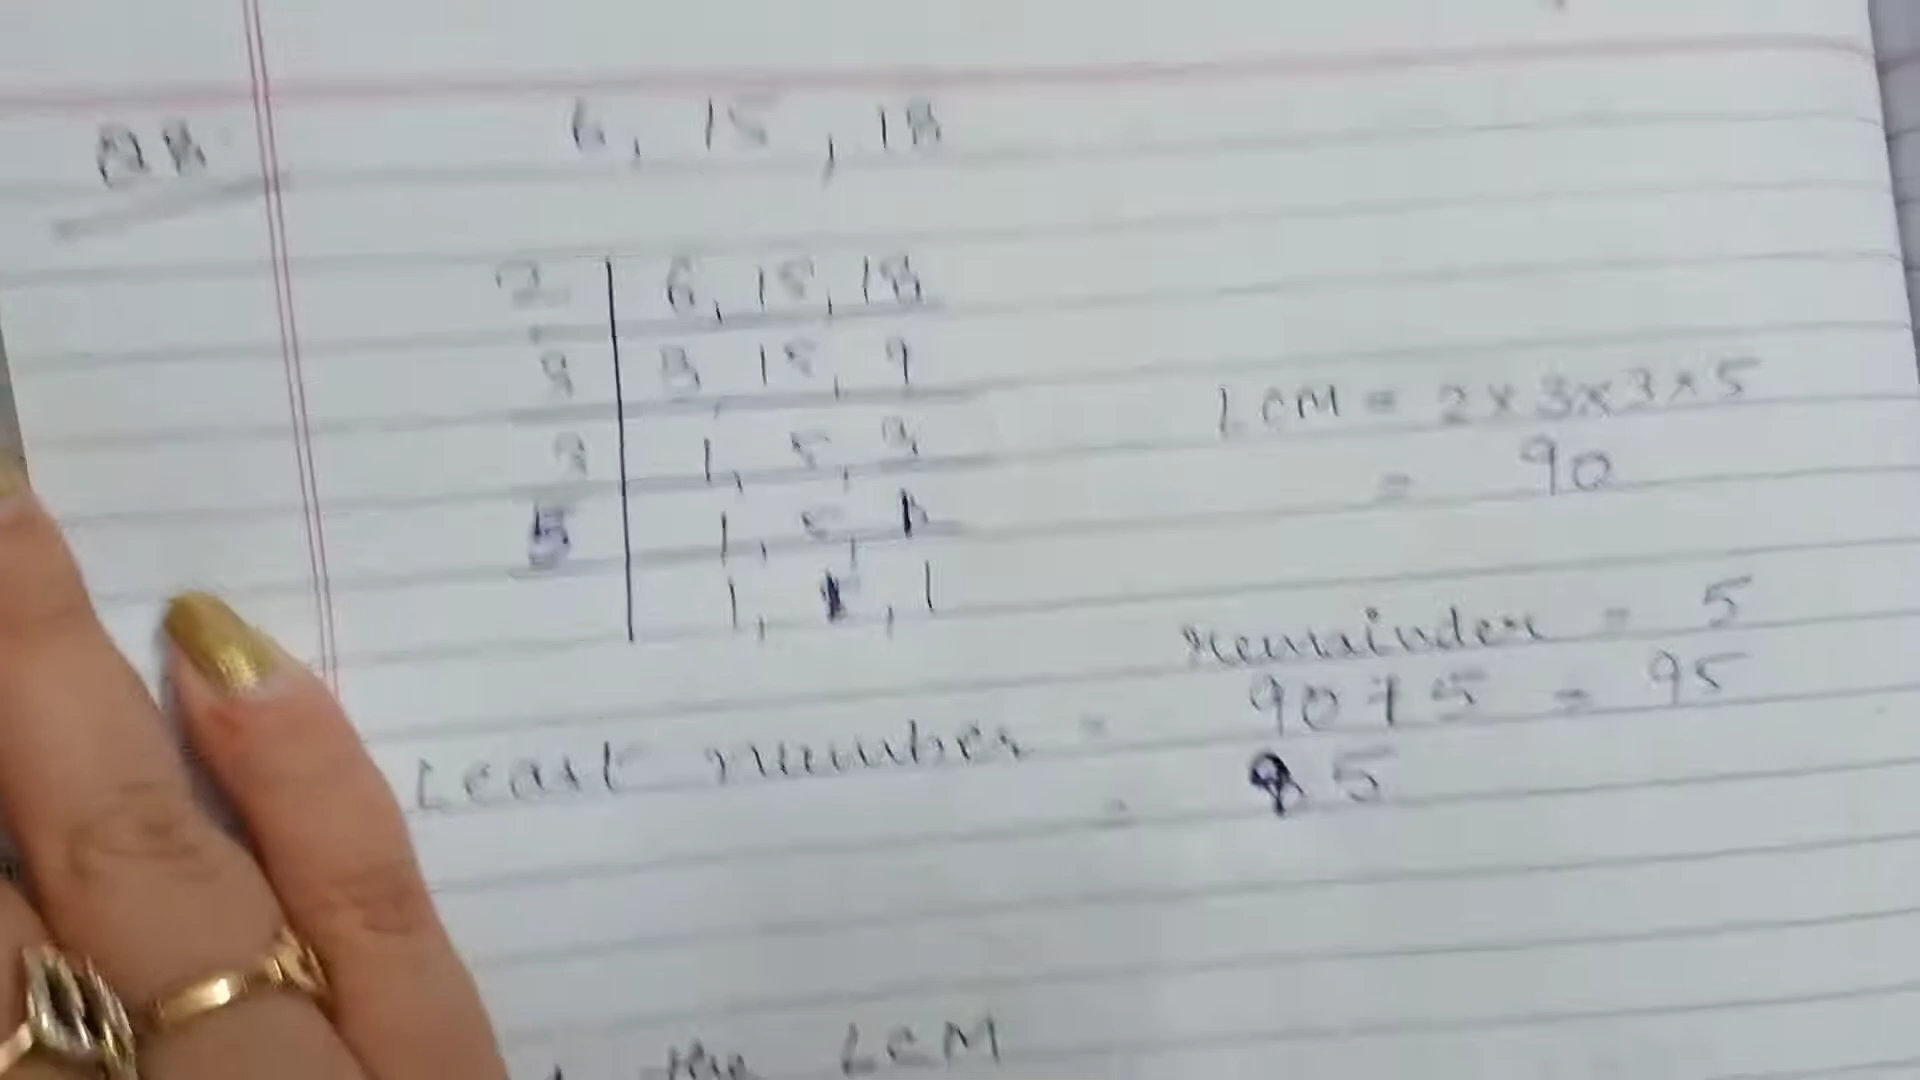 6, 15, 18
2 | 6, 15, 18
3 | 3, 15, 9
3 | 1, 5, 3
5 | 1, 5, 1
1, 1, 1
LCM = 2 x 3 x 3 x 5
= 90
Remainder = 5
Least number = 90 + 5 = 95
= 95
the LCM